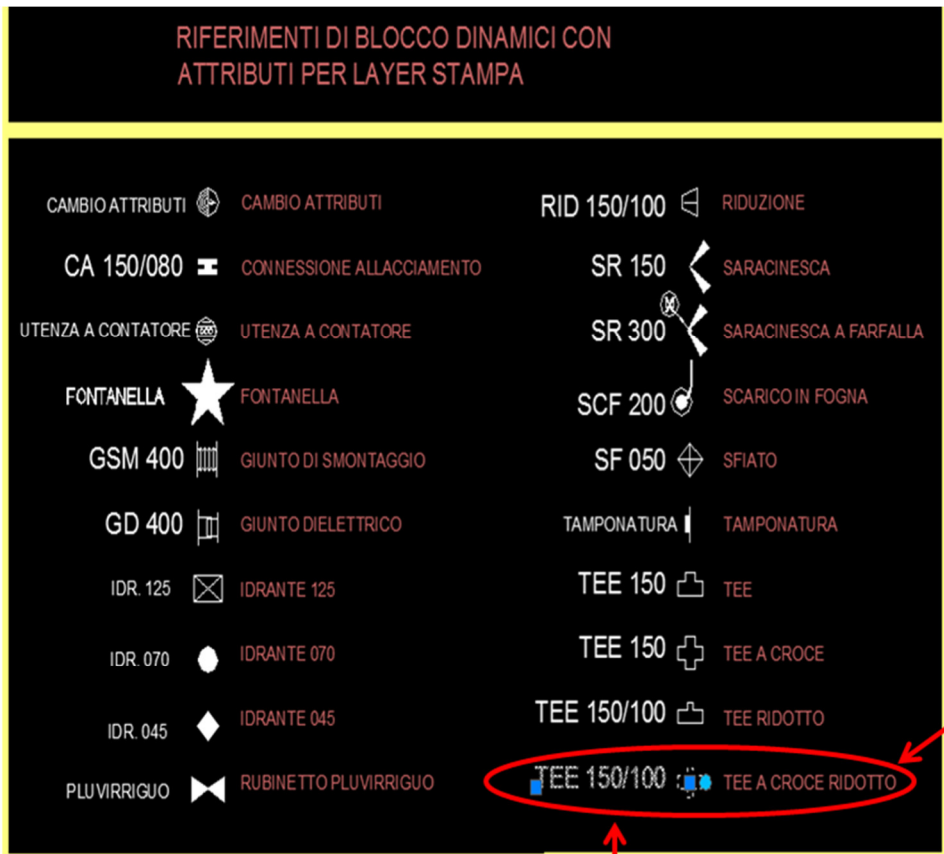 RIFERIMENTI DI BLOCCO DINAMICI CON
ATTRIBUTI PER LAYER STAMPA
CAMBIO ATTRIBUTI CAMBIO ATTRIBUTI
CA 150/080 CONNESSIONE ALLACCIAMENTO
UTENZA A CONTATORE UTENZA A CONTATORE
FONTANELLA FONTANELLA
GSM 400 GIUNTO DI SMONTAGGIO
GD 400 GIUNTO DIELETTRICO
IDR. 125 IDRANTE 125
IDR. 070 IDRANTE 070
IDR. 045 IDRANTE 045
PLUVIRRIGUO RUBINETTO PLUVIRRIGUO
RID 150/100 RIDUZIONE
SR 150 SARACINESCA
SR 300 SARACINESCA A FARFALLA
SCF 200 SCARICO IN FOGNA
SF 050 SFIATO
TAMPONATURA TAMPONATURA
TEE 150 TEE
TEE 150 TEE A CROCE
TEE 150/100 TEE RIDOTTO
TEE 150/100 TEE A CROCE RIDOTTO